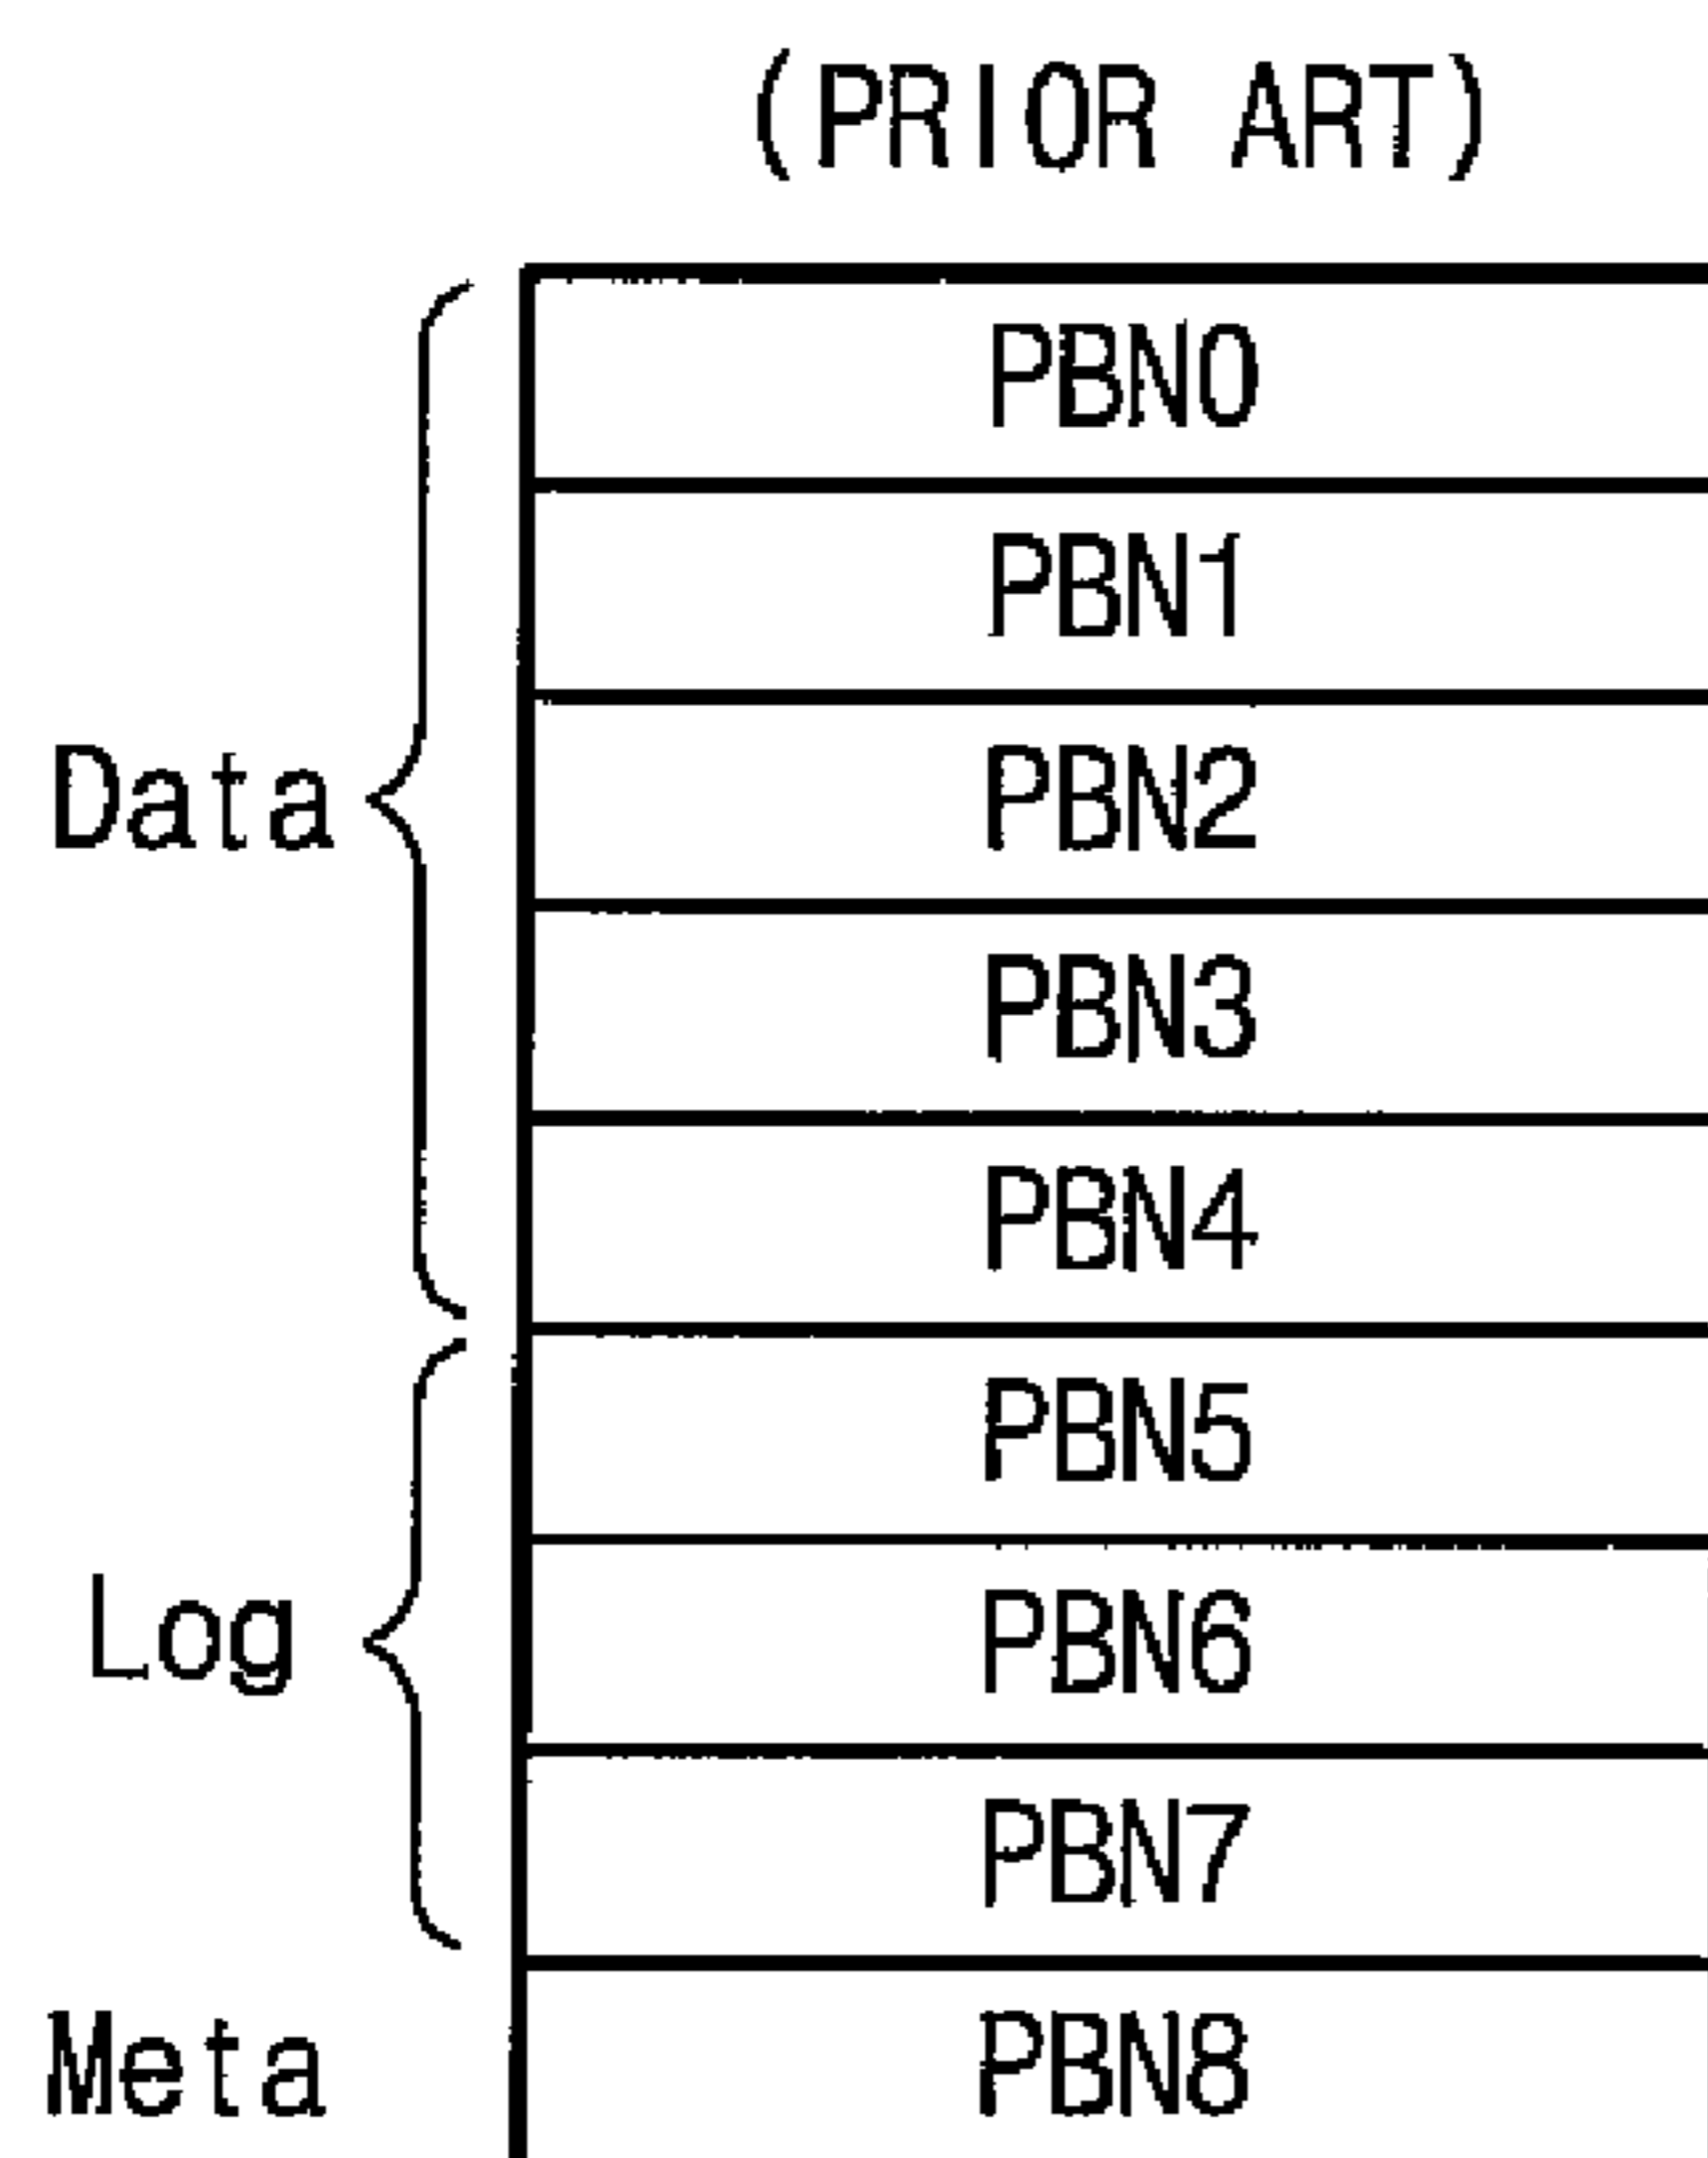 (PRIOR ART)
PBN0
PBN1
Data PBN2
PBN3
PBN4
PBN5
Log PBN6
PBN7
Meta PBN8